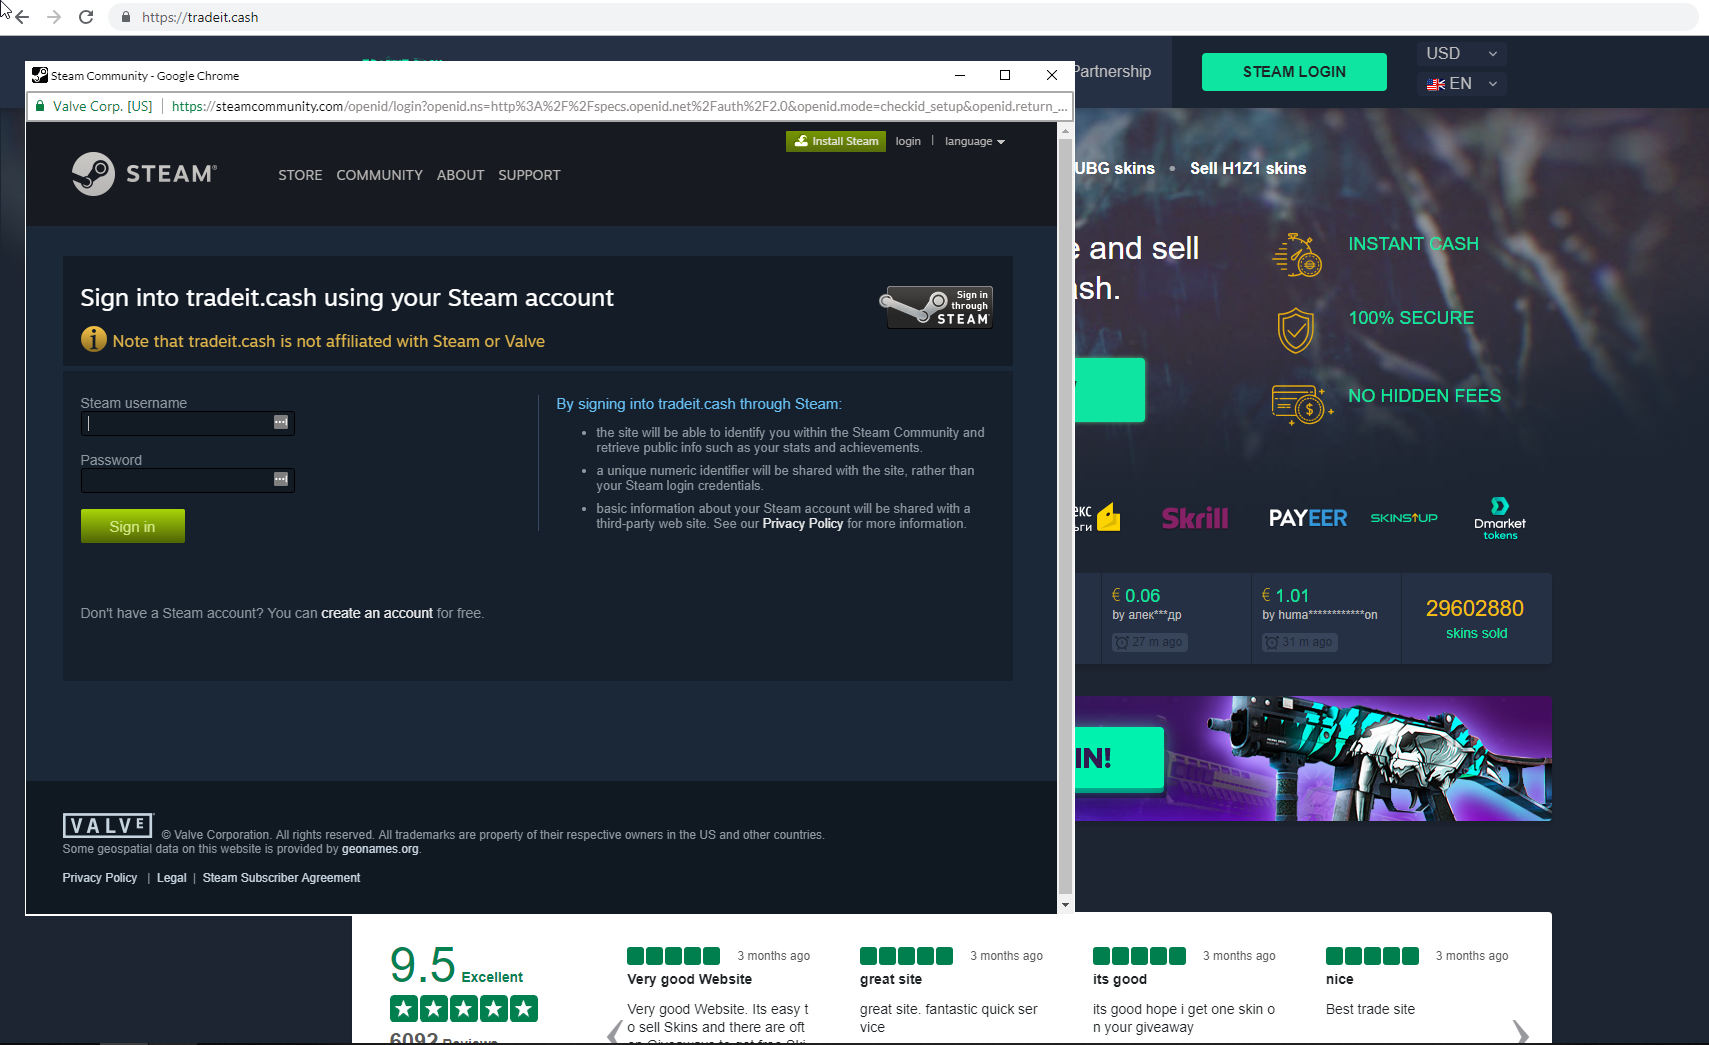 https://tradeit.cash
Partnership
STEAM LOGIN
USD
EN
Steam Community - Google Chrome
Valve Corp. [US]
https://steamcommunity.com/openid/login?openid.ns=http%3A%2F%2Fspecs.openid.net%2Fauth%2F2.0&openid.mode=checkid_setup&openid.return_...
Install Steam
login
language
STEAM®
STORE
COMMUNITY
ABOUT
SUPPORT
Sign into tradeit.cash using your Steam account
Note that tradeit.cash is not affiliated with Steam or Valve
Sign in
through
STEAM
Steam username
Password
Sign in
By signing into tradeit.cash through Steam:
the site will be able to identify you within the Steam Community and
retrieve public info such as your stats and achievements.
a unique numeric identifier will be shared with the site, rather than
your Steam login credentials.
basic information about your Steam account will be shared with a
third-party web site. See our Privacy Policy for more information.
Don't have a Steam account? You can create an account for free.
VALVE
© Valve Corporation. All rights reserved. All trademarks are property of their respective owners in the US and other countries.
Some geospatial data on this website is provided by geonames.org.
Privacy Policy | Legal | Steam Subscriber Agreement
UBG skins • Sell H1Z1 skins
e and sell
sh.
INSTANT CASH
100% SECURE
NO HIDDEN FEES
Skrill
PAYEER
SKINSUP
Dmarket
tokens
€ 0.06
by алек***др
27 m ago
€ 1.01
by huma************on
31 m ago
29602880
skins sold
IN!
9.5 Excellent
6092 Reviews
3 months ago
Very good Website
Very good Website. Its easy t
o sell Skins and there are oft
en Giveaways to get free Ski
3 months ago
great site
great site. fantastic quick ser
vice
3 months ago
its good
its good hope i get one skin o
n your giveaway
3 months ago
nice
Best trade site